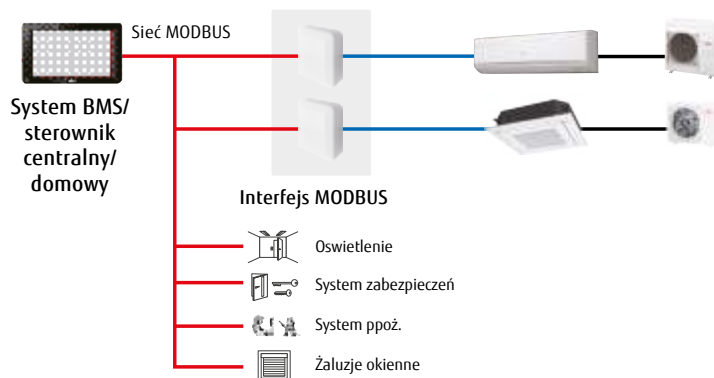 Sieć MODBUS
System BMS/
sterownik
centralny/
domowy
Interfejs MODBUS
Oswietlenie
System zabezpieczeń
System ppoż.
Żaluzje okienne